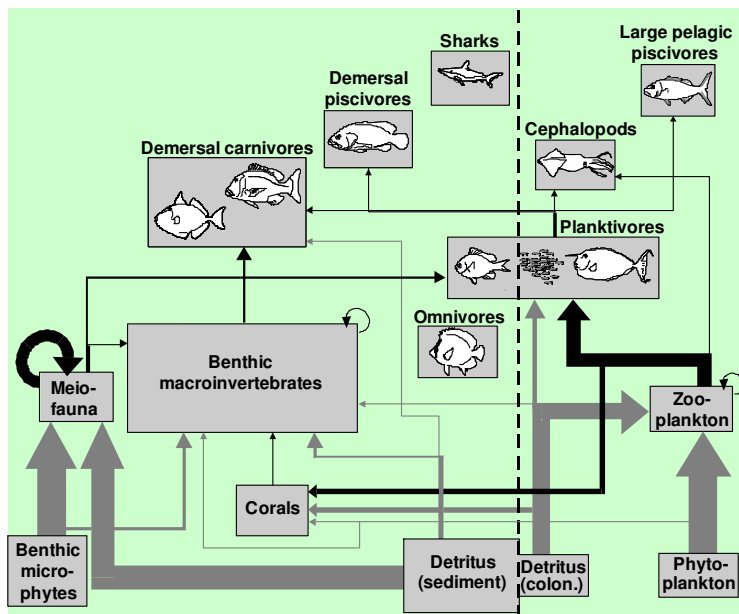 Sharks
Large pelagic
piscivores
Demersal
piscivores
Cephalopods
Demersal carnivores
Planktivores
Omnivores
Benthic
macroinvertebrates
Meio-
fauna
Zoo-
plankton
Corals
Benthic
micro-
phytes
Detritus
(sediment)
Detritus
(colon.)
Phyto-
plankton